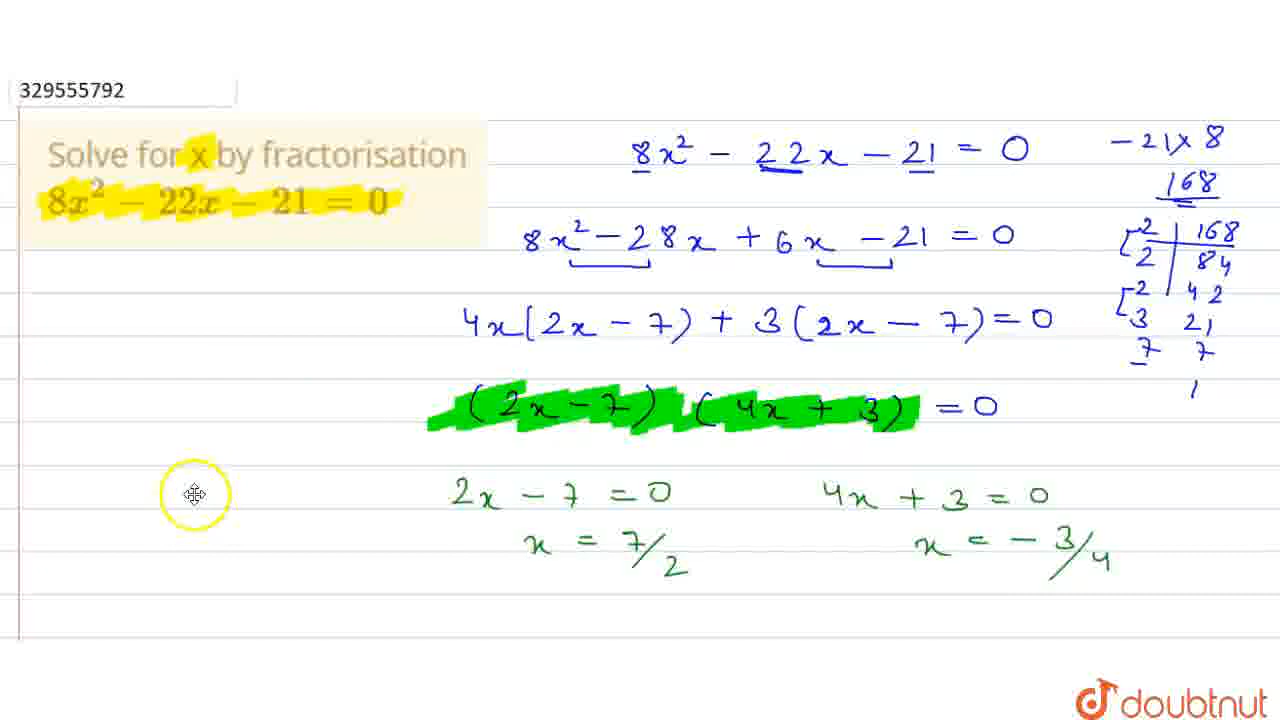 329555792
Solve for x by fractorisation
8x² − 22x − 21 = 0
8x² − 22x − 21 = 0
8x² − 28x + 6x − 21 = 0
4x(2x − 7) + 3(2x − 7) = 0
(2x − 7) (4x + 3) = 0
2x − 7 = 0 4x + 3 = 0
x = 7/2 x = − 3/4
− 21 x 8
168
2 | 168
2 | 84
2 | 42
3 21
7 7
1
doubtnut